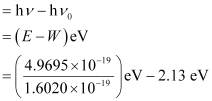 = hν – hν₀
= (E – W) eV
= (4.9695×10⁻¹⁹ / 1.6020×10⁻¹⁹) eV – 2.13 eV